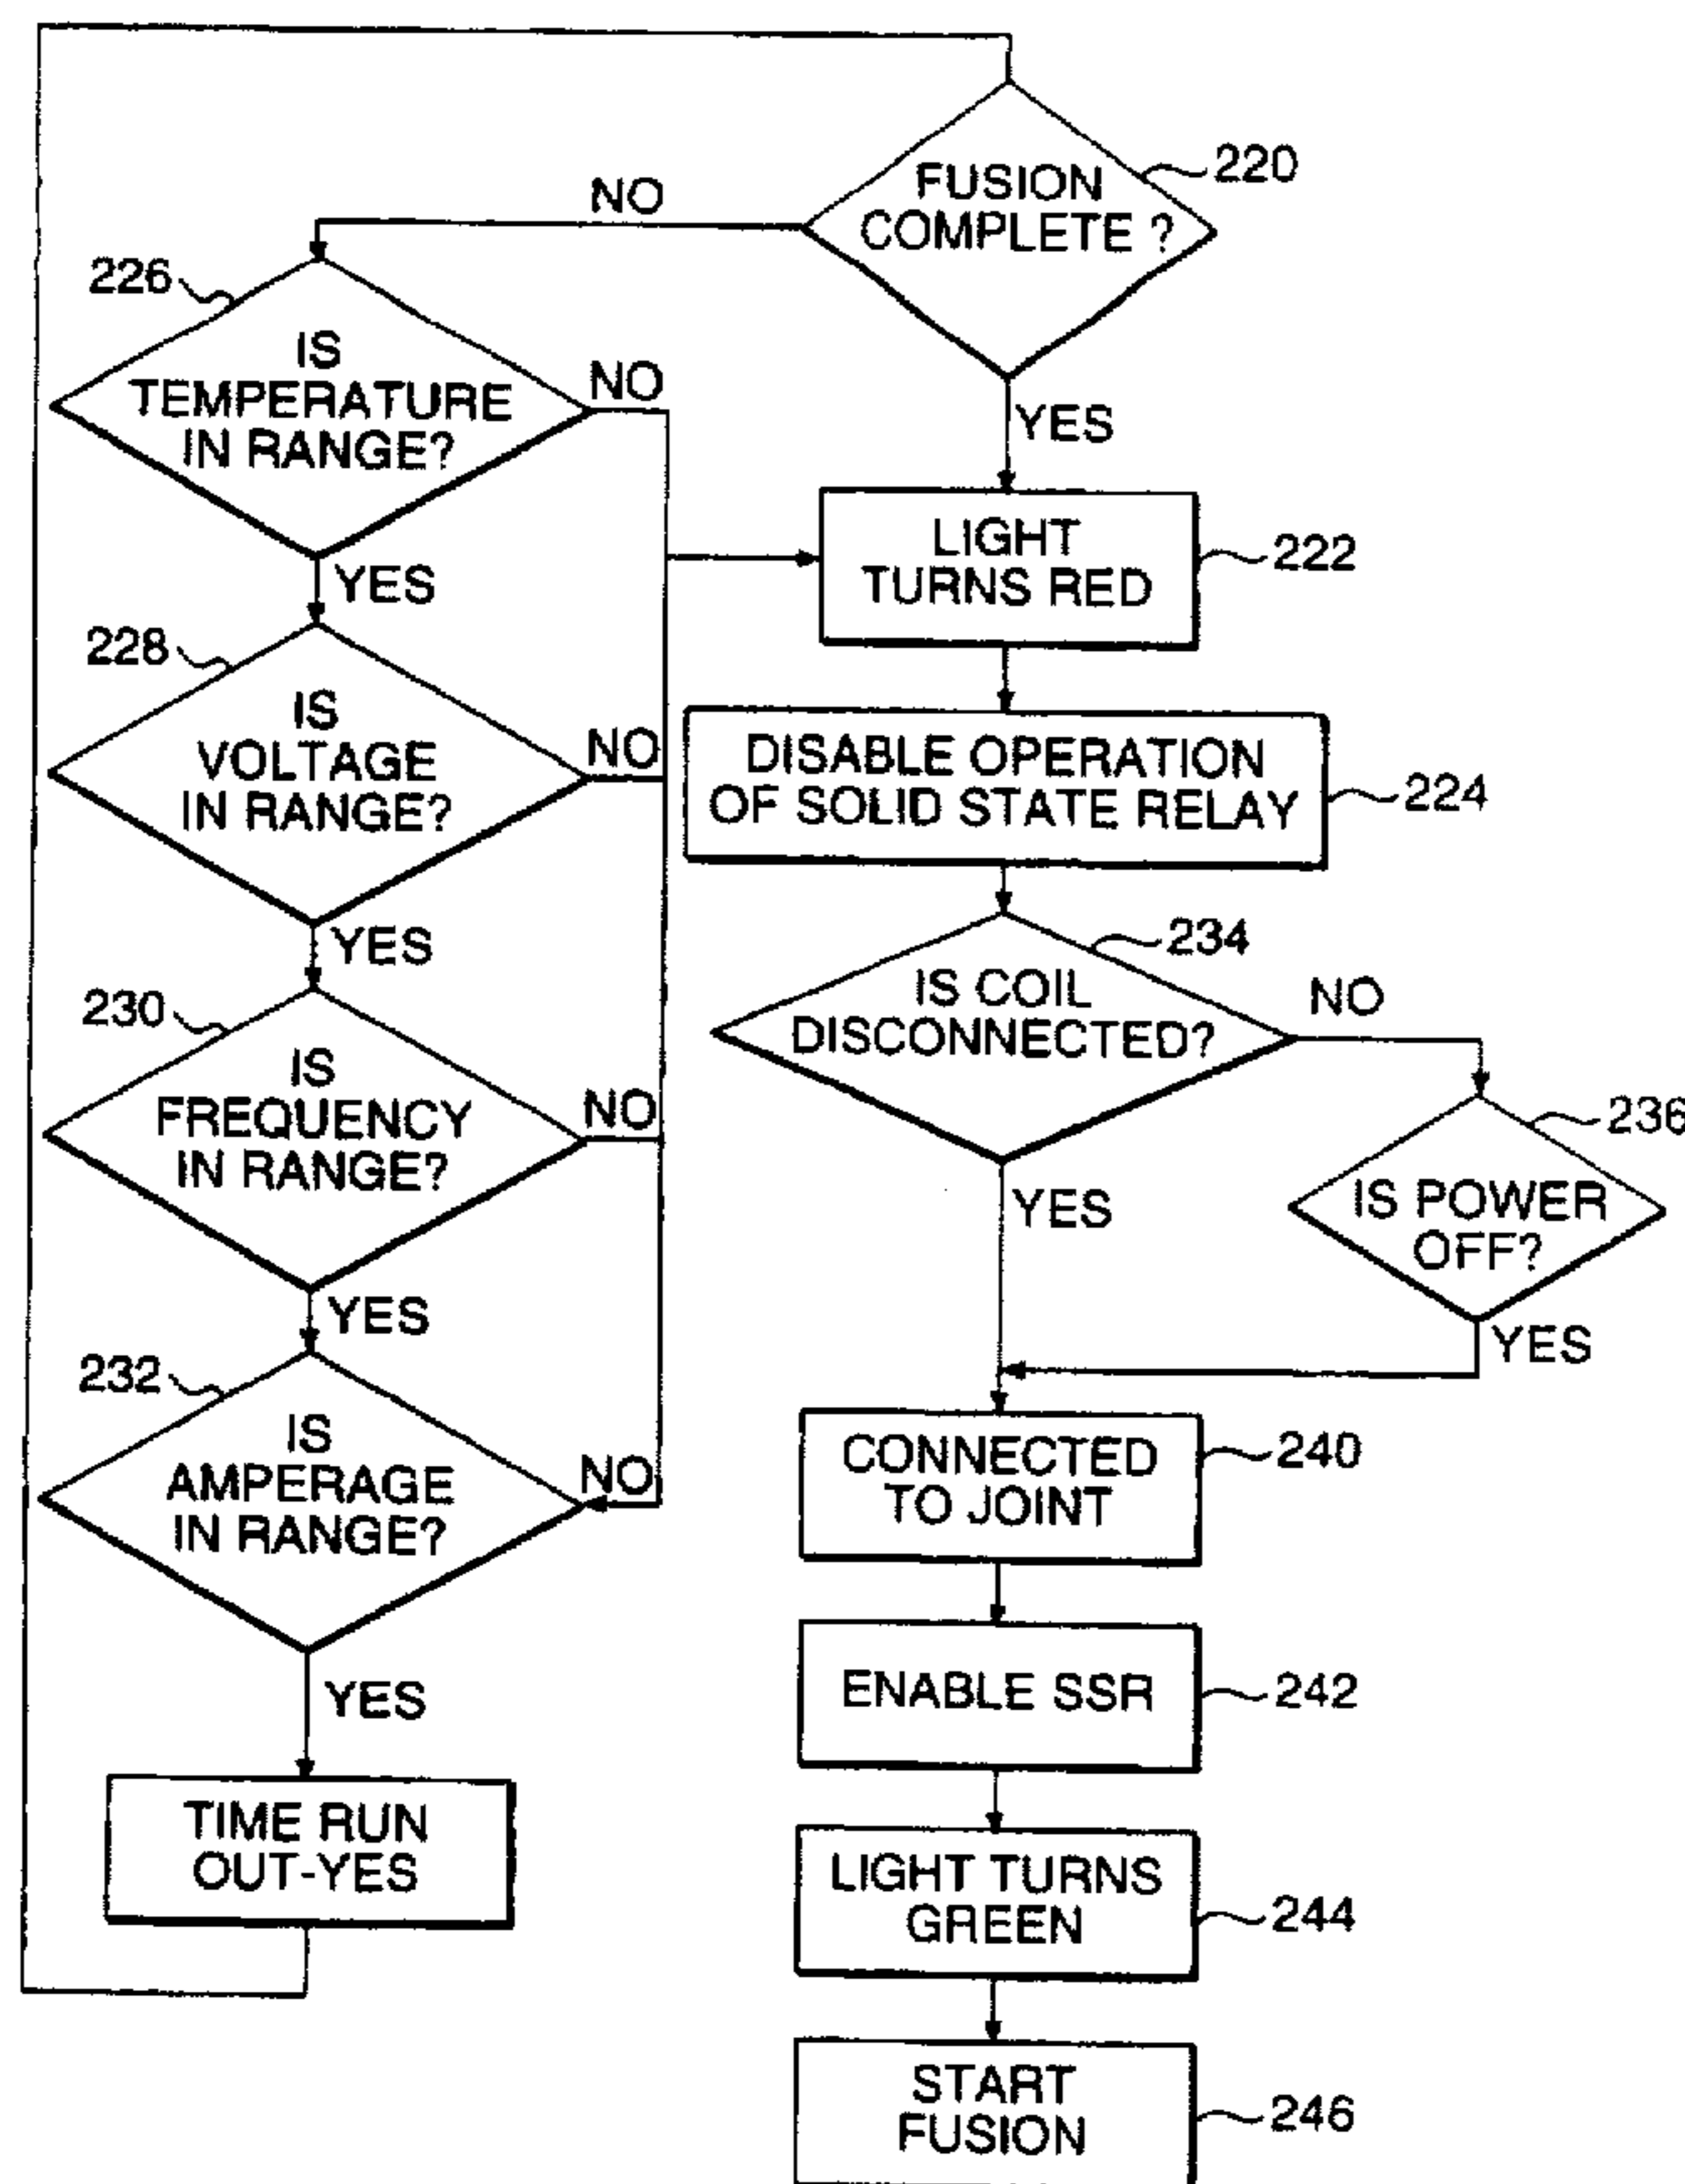 FUSION
COMPLETE ?
220
NO
226
IS
TEMPERATURE
IN RANGE?
NO
YES
YES
LIGHT
TURNS RED
222
228
IS
VOLTAGE
IN RANGE?
NO
YES
DISABLE OPERATION
OF SOLID STATE RELAY
224
230
IS
FREQUENCY
IN RANGE?
NO
YES
IS COIL
DISCONNECTED?
234
NO
YES
236
IS POWER
OFF?
YES
232
IS
AMPERAGE
IN RANGE?
NO
YES
TIME RUN
OUT-YES
CONNECTED
TO JOINT
240
ENABLE SSR
242
LIGHT TURNS
GREEN
244
START
FUSION
246